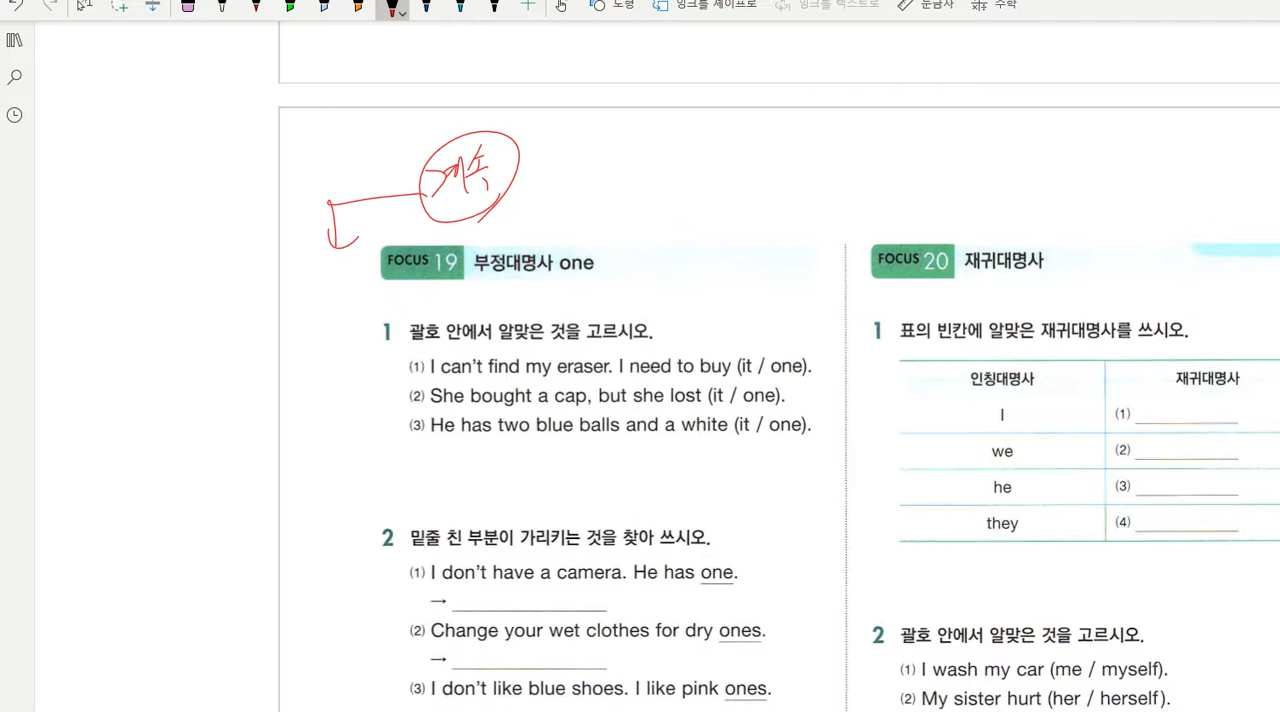 도형
잉크를 셰이프로
잉크를 텍스트로
눈금자
수학
계속
FOCUS 19 부정대명사 one
1 괄호 안에서 알맞은 것을 고르시오.
(1) I can't find my eraser. I need to buy (it / one).
(2) She bought a cap, but she lost (it / one).
(3) He has two blue balls and a white (it / one).
2 밑줄 친 부분이 가리키는 것을 찾아 쓰시오.
(1) I don't have a camera. He has one.
→
(2) Change your wet clothes for dry ones.
→
(3) I don't like blue shoes. I like pink ones.
FOCUS 20 재귀대명사
1 표의 빈칸에 알맞은 재귀대명사를 쓰시오.
인칭대명사 재귀대명사
I (1)
we (2)
he (3)
they (4)
2 괄호 안에서 알맞은 것을 고르시오.
(1) I wash my car (me / myself).
(2) My sister hurt (her / herself).